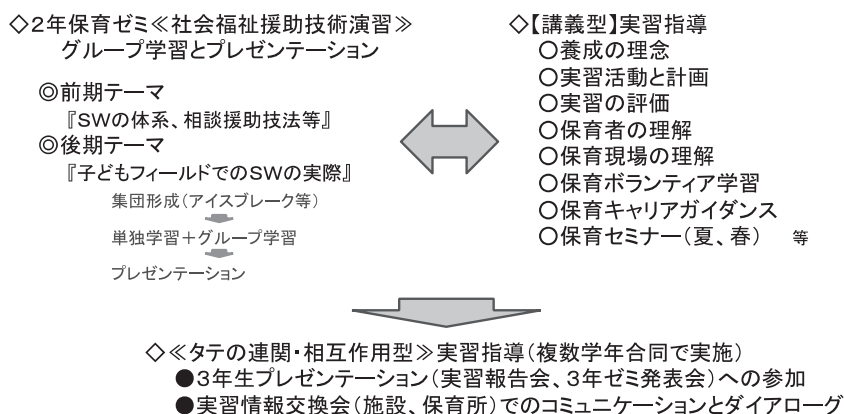 ◇2年保育ゼミ≪社会福祉援助技術演習≫
グループ学習とプレゼンテーション
◎前期テーマ
『SWの体系、相談援助技法等』
◎後期テーマ
『子どもフィールドでのSWの実際』
集団形成(アイスブレーク等)
単独学習+グループ学習
プレゼンテーション
◇【講義型】実習指導
○養成の理念
○実習活動と計画
○実習の評価
○保育者の理解
○保育現場の理解
○保育ボランティア学習
○保育キャリアガイダンス
○保育セミナー(夏、春) 等
◇≪タテの連関・相互作用型≫実習指導(複数学年合同で実施)
●3年生プレゼンテーション(実習報告会、3年ゼミ発表会)への参加
●実習情報交換会(施設、保育所)でのコミュニケーションとダイアローグ